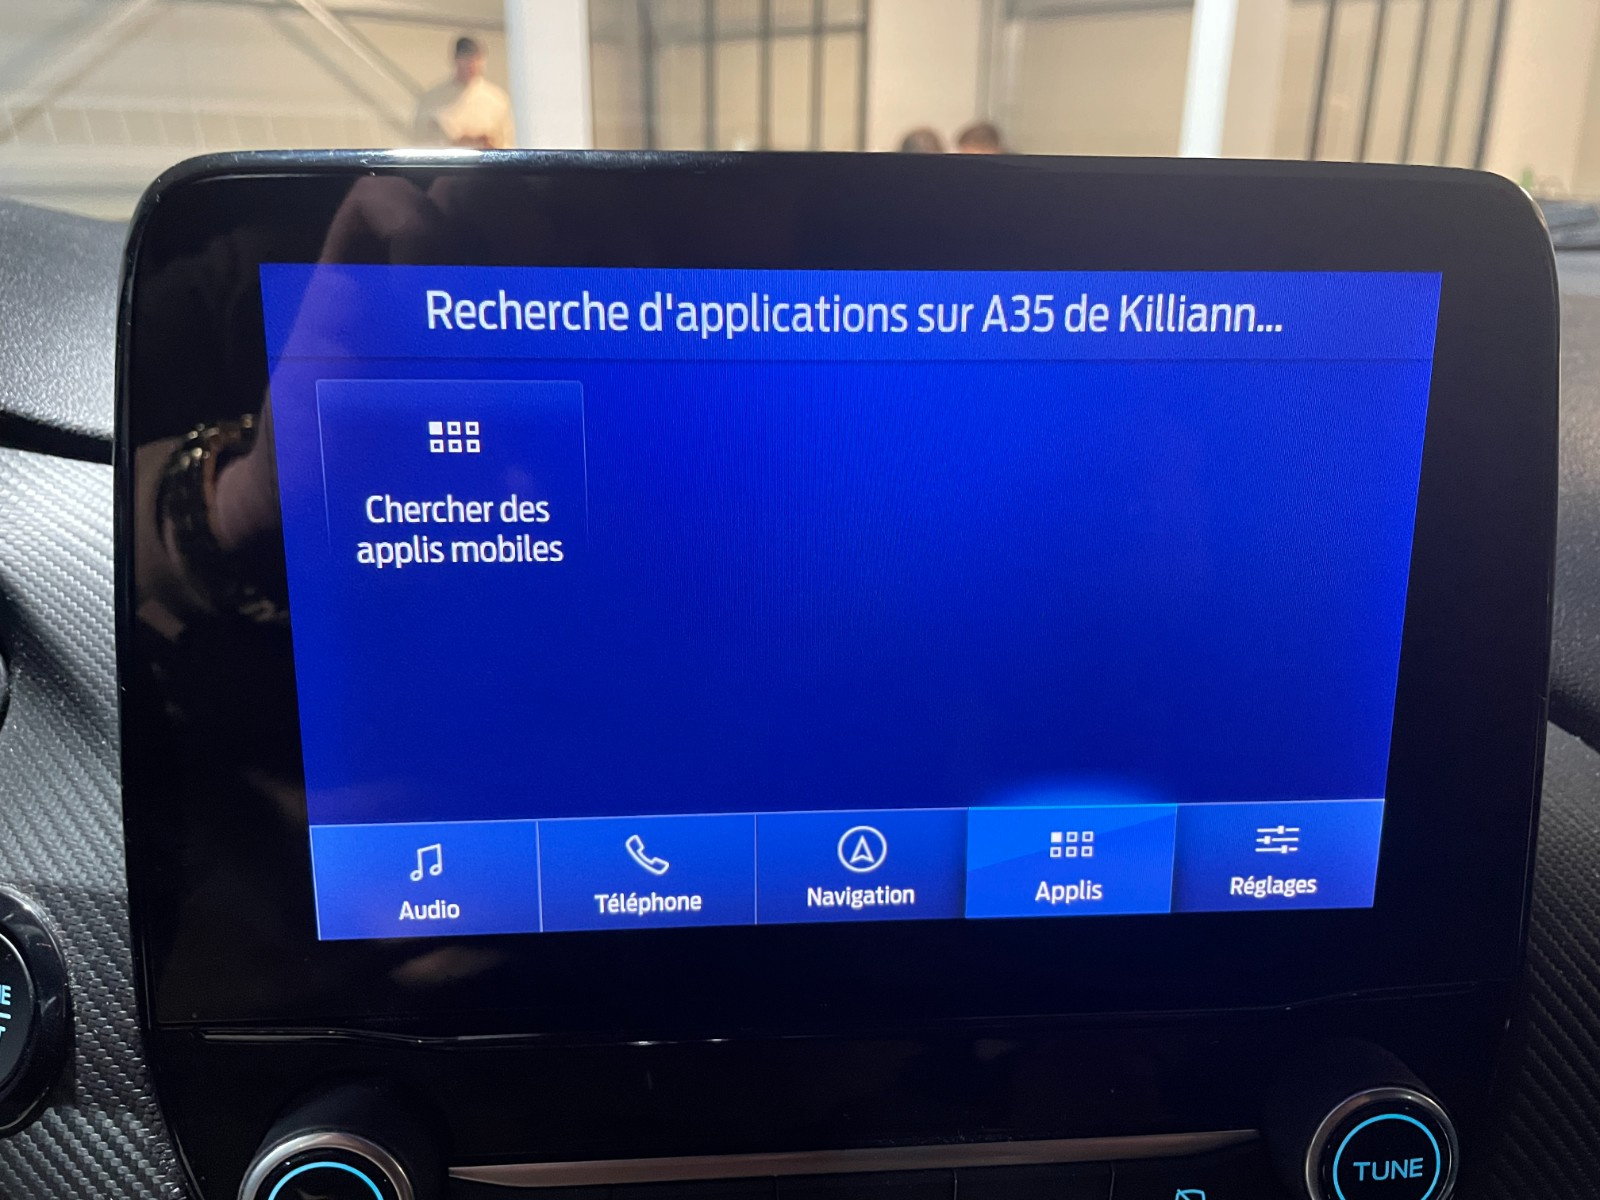 Recherche d'applications sur A35 de Killiann...
Chercher des
applis mobiles
Audio
Téléphone
Navigation
Applis
Réglages
TUNE